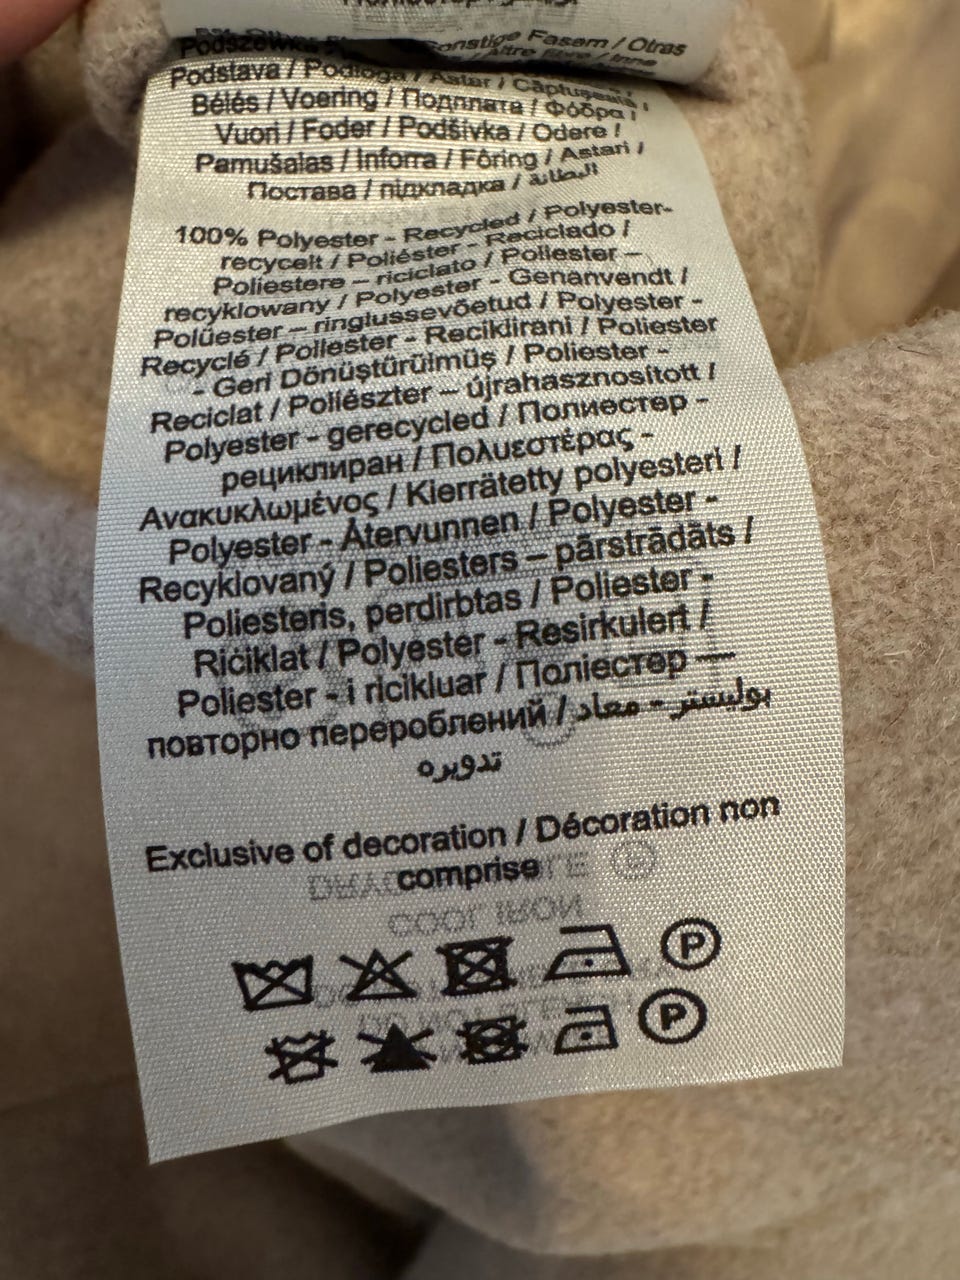 Sonstige Fasern / Otras
Podszewka
Podstava / Podloga / Astar / Căptușeală /
Bélés / Voering / Подплата / Φόδρα /
Vuori / Foder / Podšívka / Odere /
Pamušalas / Inforra / Fôring / Astari /
Постава / підкладка / البطانة
100% Polyester - Recycled / Polyester-
recycelt / Poliéster - Reciclado /
Poliestere – riciclato / Poliester –
recyklowany / Polyester - Genanvendt /
Polüester – ringlussevõetud / Polyester -
Recyclé / Poliester - Reciklirani / Poliester
- Geri Dönüştürülmüş / Poliester -
Reciclat / Poliészter – újrahasznosított /
Polyester - gerecycled / Полиестер -
рециклиран / Πολυεστέρας -
Ανακυκλωμένος / Kierrätetty polyesteri /
Polyester - Återvunnen / Polyester -
Recyklovaný / Poliesters – pārstrādāts /
Poliesteris, perdirbtas / Poliester -
Riċiklat / Polyester - Resirkulert /
Poliester - i ricikluar / Поліестер —
повторно перероблений / بوليستر - معاد
تدويره
Exclusive of decoration / Décoration non
comprise
P
P